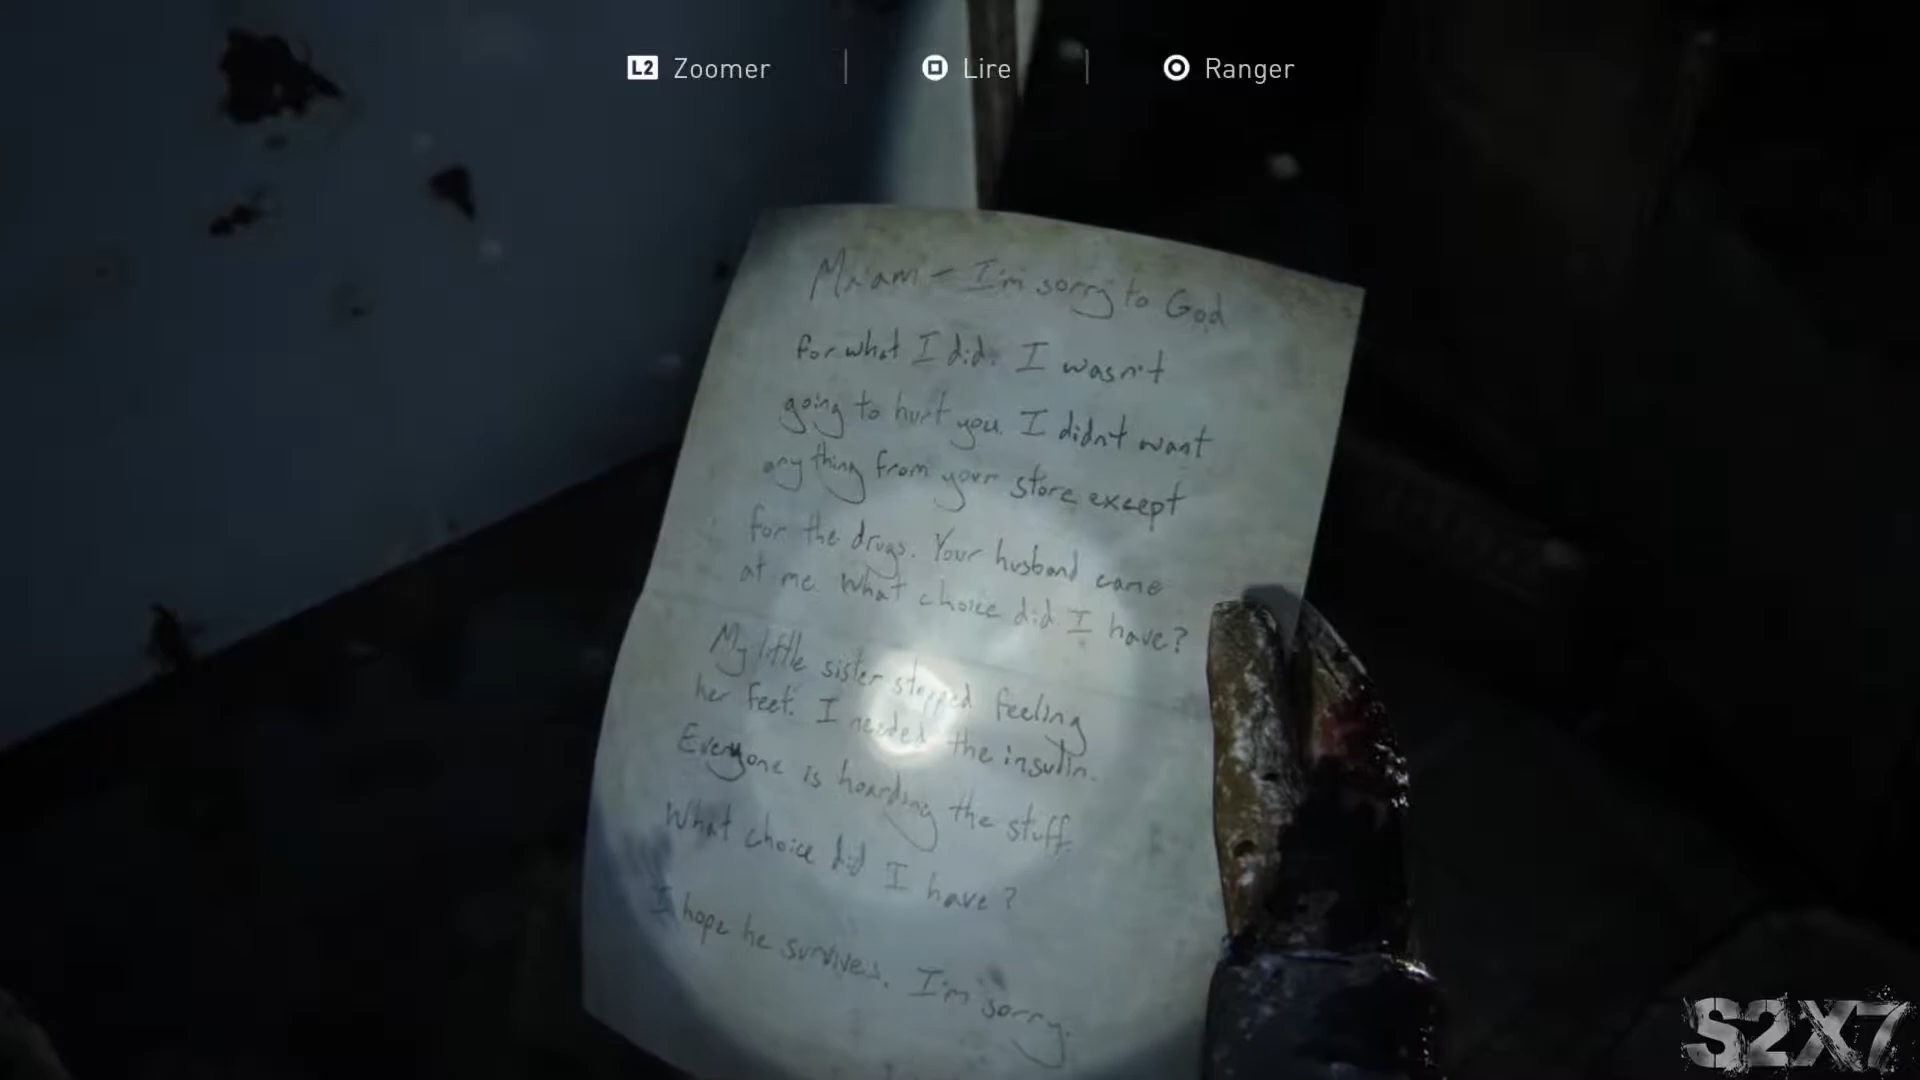 L2 Zoomer | Lire | Ranger
Ma'am - I'm sorry to God
for what I did. I wasn't
going to hurt you. I didn't want
anything from your store except
for the drugs. Your husband came
at me. What choice did I have?
My little sister stopped feeling
her feet. I needed the insulin.
Everyone is hoarding the stuff.
What choice did I have?
I hope he survives. I'm sorry.
S2X7